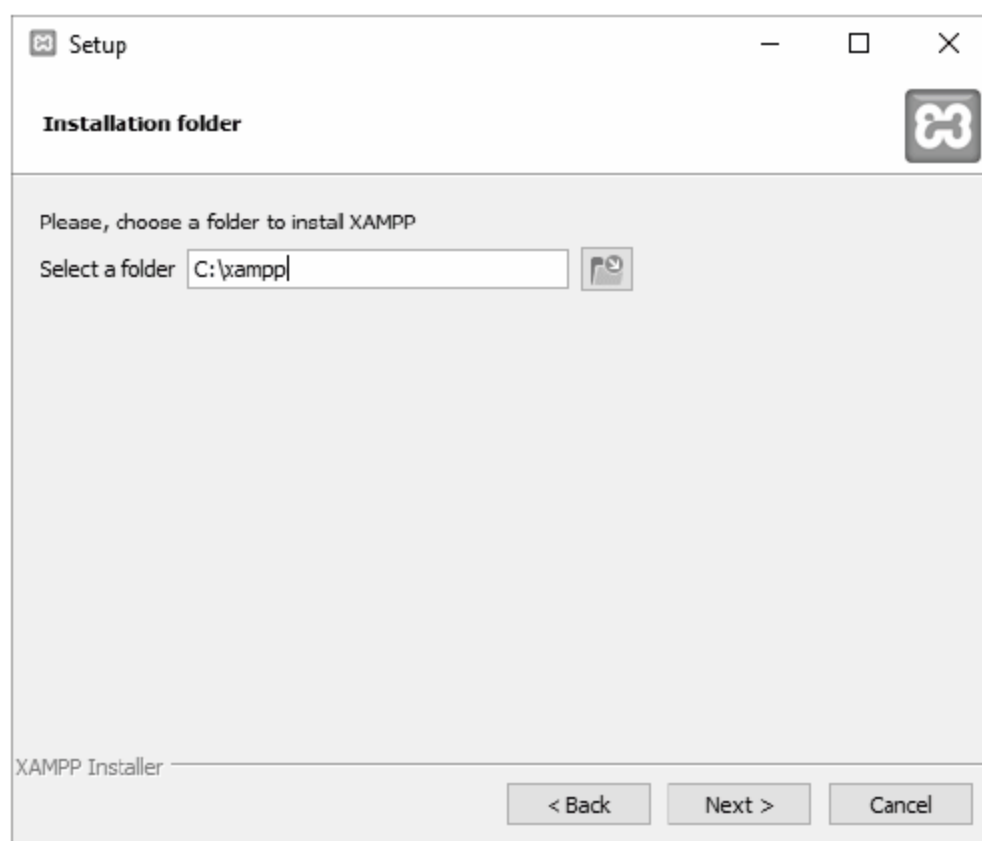 Setup
Installation folder
Please, choose a folder to install XAMPP
Select a folder C:\xampp
XAMPP Installer
< Back Next > Cancel